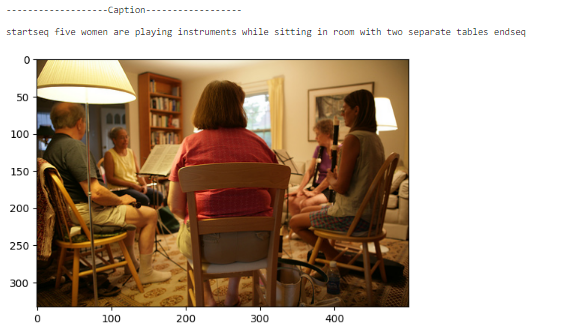 -------------------Caption------------------
startseq five women are playing instruments while sitting in room with two separate tables endseq
0
50
100
150
200
250
300
0 100 200 300 400